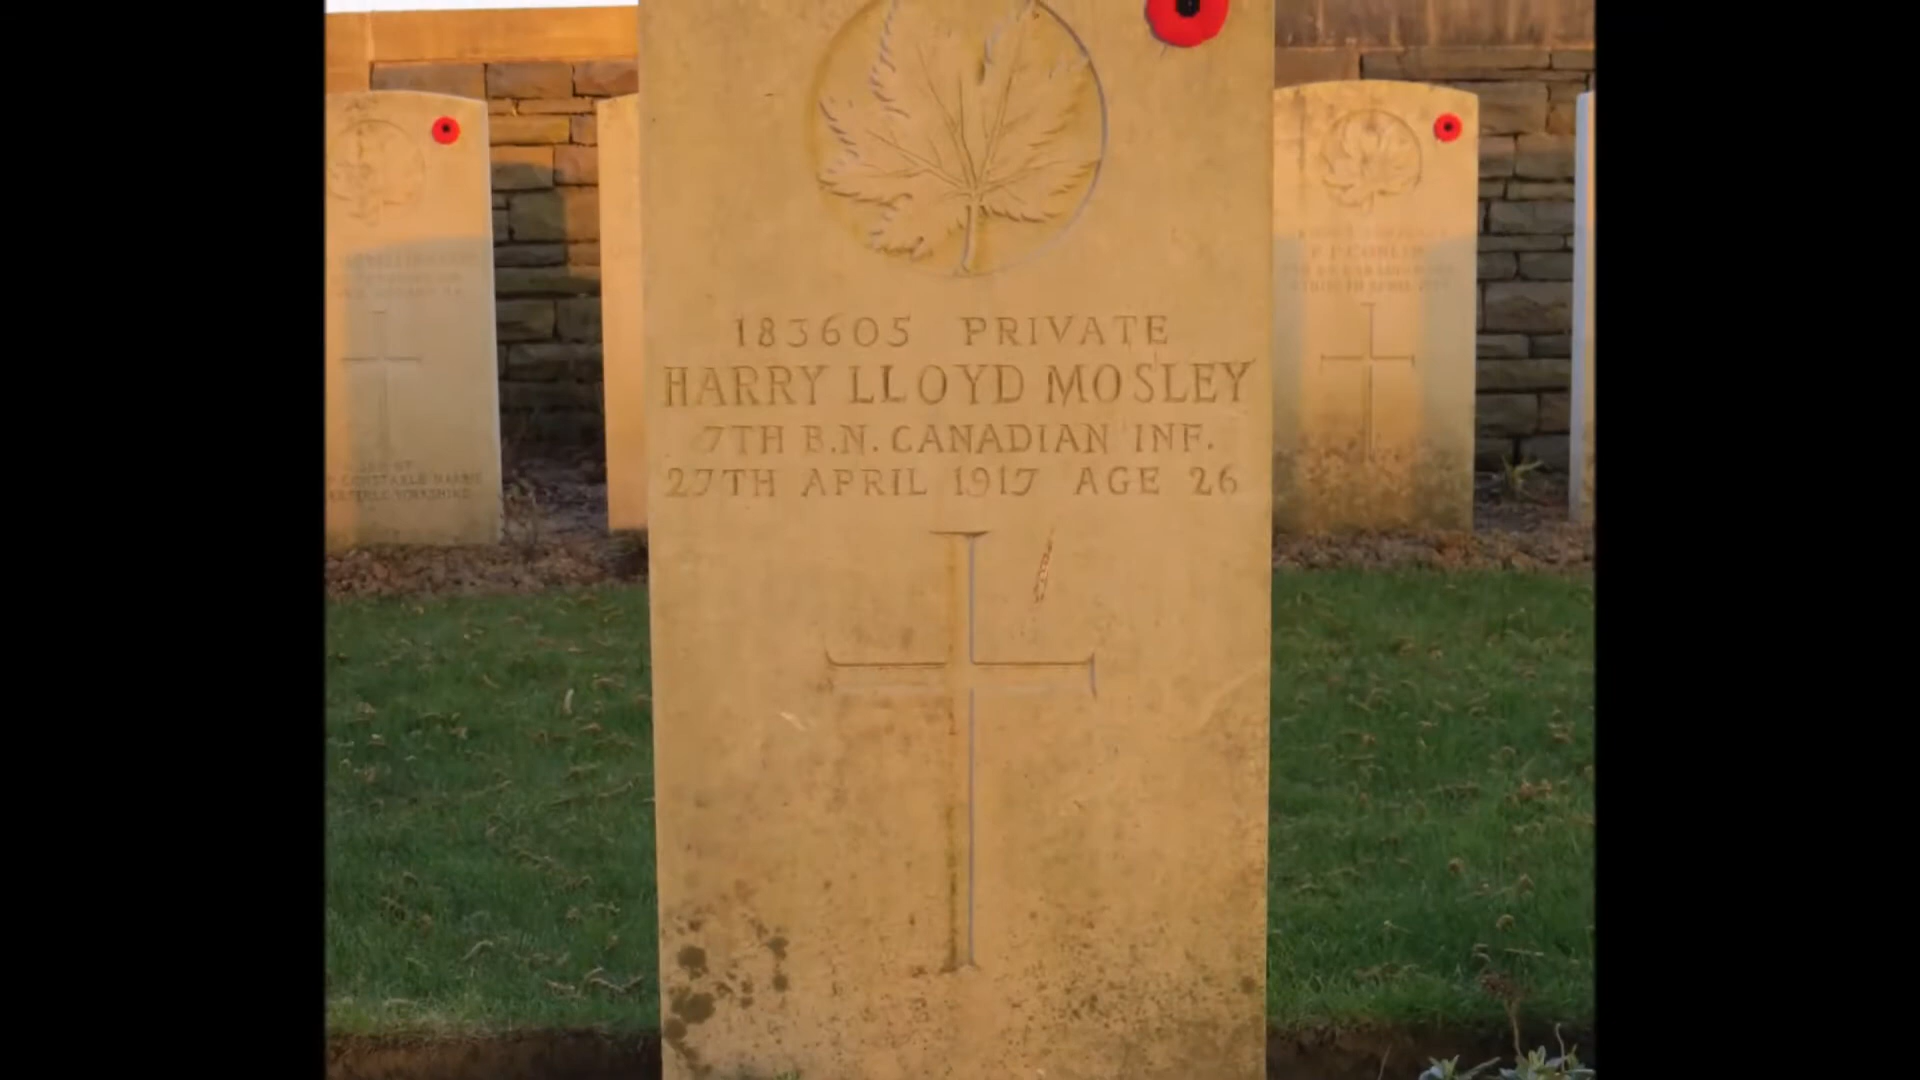 183605 PRIVATE
HARRY LLOYD MOSLEY
7TH B.N. CANADIAN INF.
27TH APRIL 1917 AGE 26